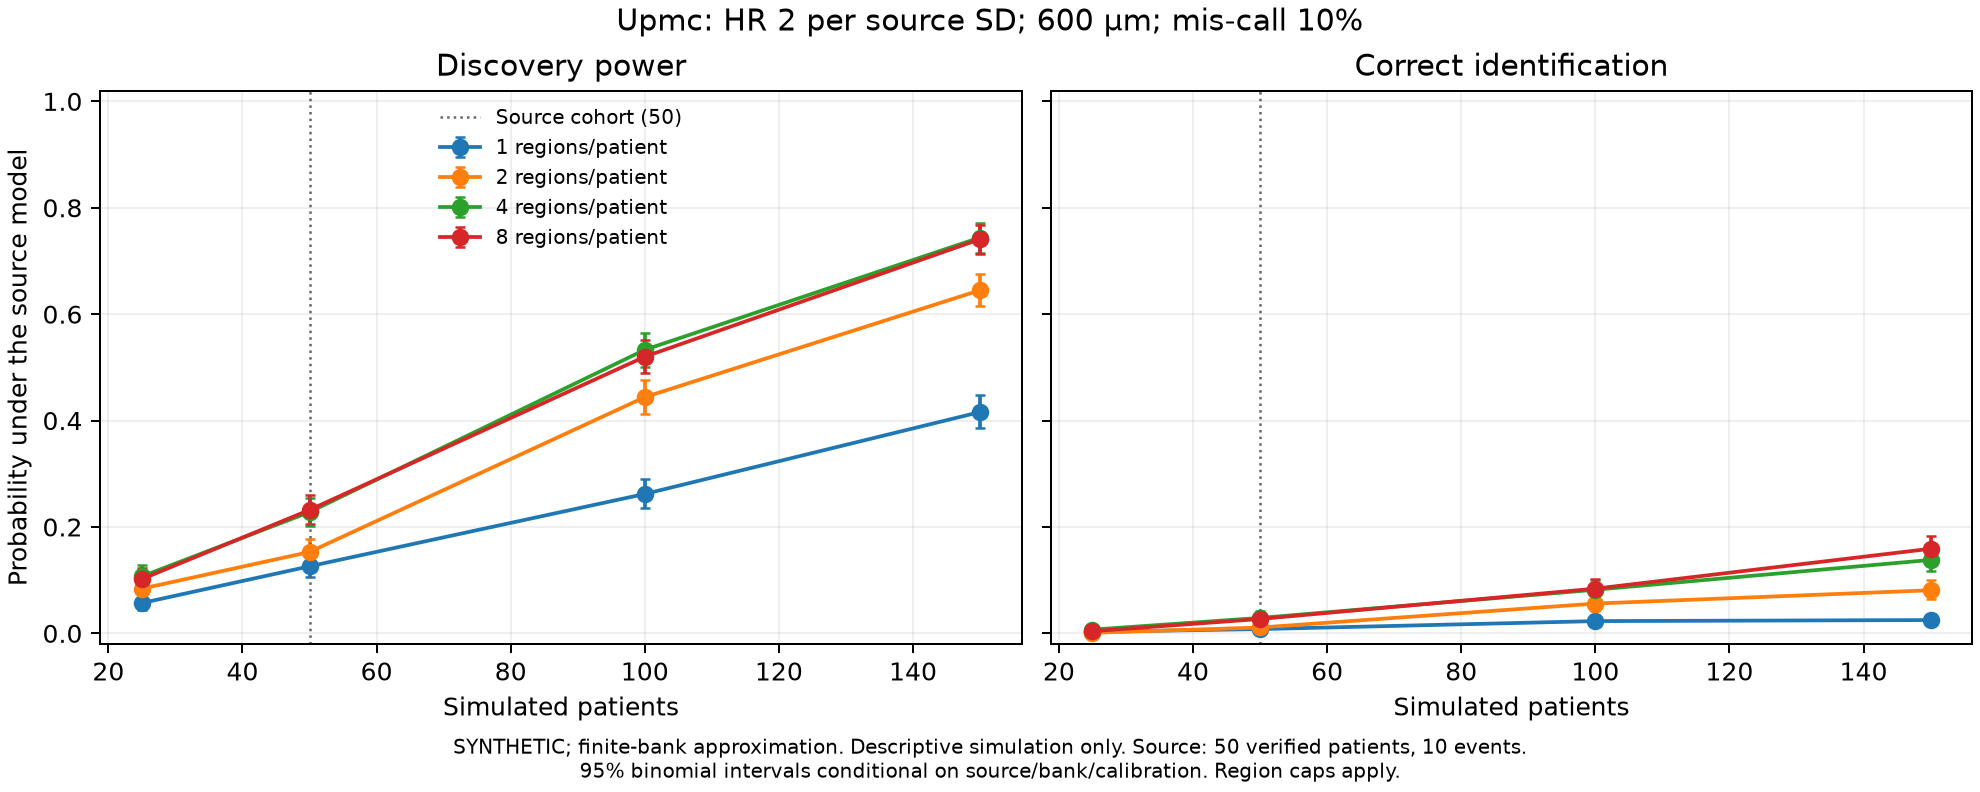 Upmc: HR 2 per source SD; 600 µm; mis-call 10%
Discovery power
Correct identification
Probability under the source model
1.0
0.8
0.6
0.4
0.2
0.0
Source cohort (50)
1 regions/patient
2 regions/patient
4 regions/patient
8 regions/patient
20 40 60 80 100 120 140
20 40 60 80 100 120 140
Simulated patients
Simulated patients
SYNTHETIC; finite-bank approximation. Descriptive simulation only. Source: 50 verified patients, 10 events.
95% binomial intervals conditional on source/bank/calibration. Region caps apply.